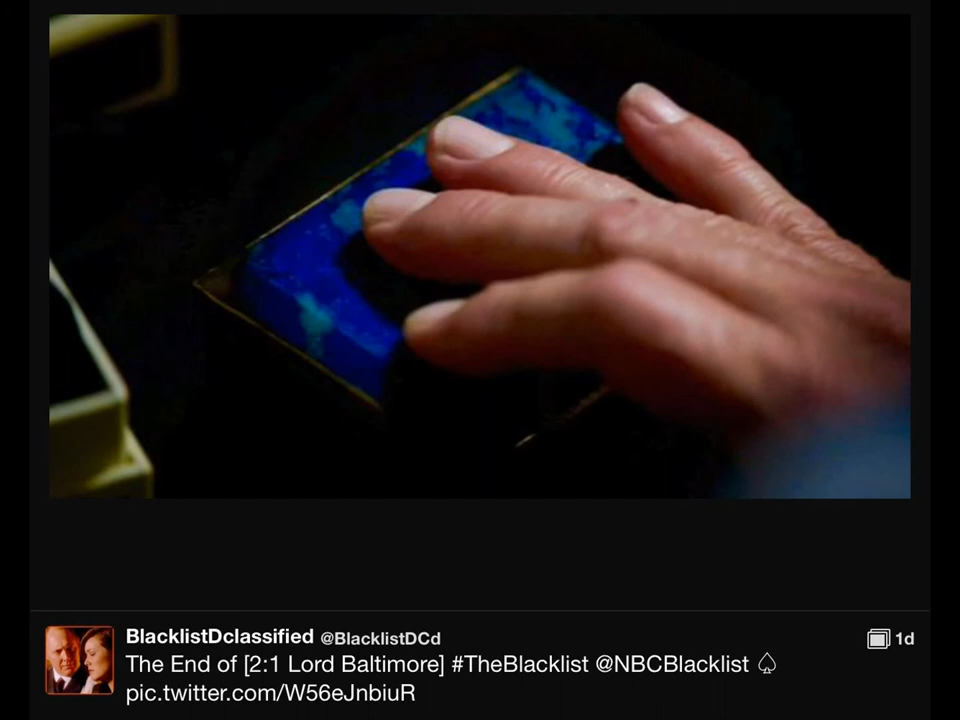 BlacklistDclassified @BlacklistDCd 1d
The End of [2:1 Lord Baltimore] #TheBlacklist @NBCBlacklist ♤
pic.twitter.com/W56eJnbiuR